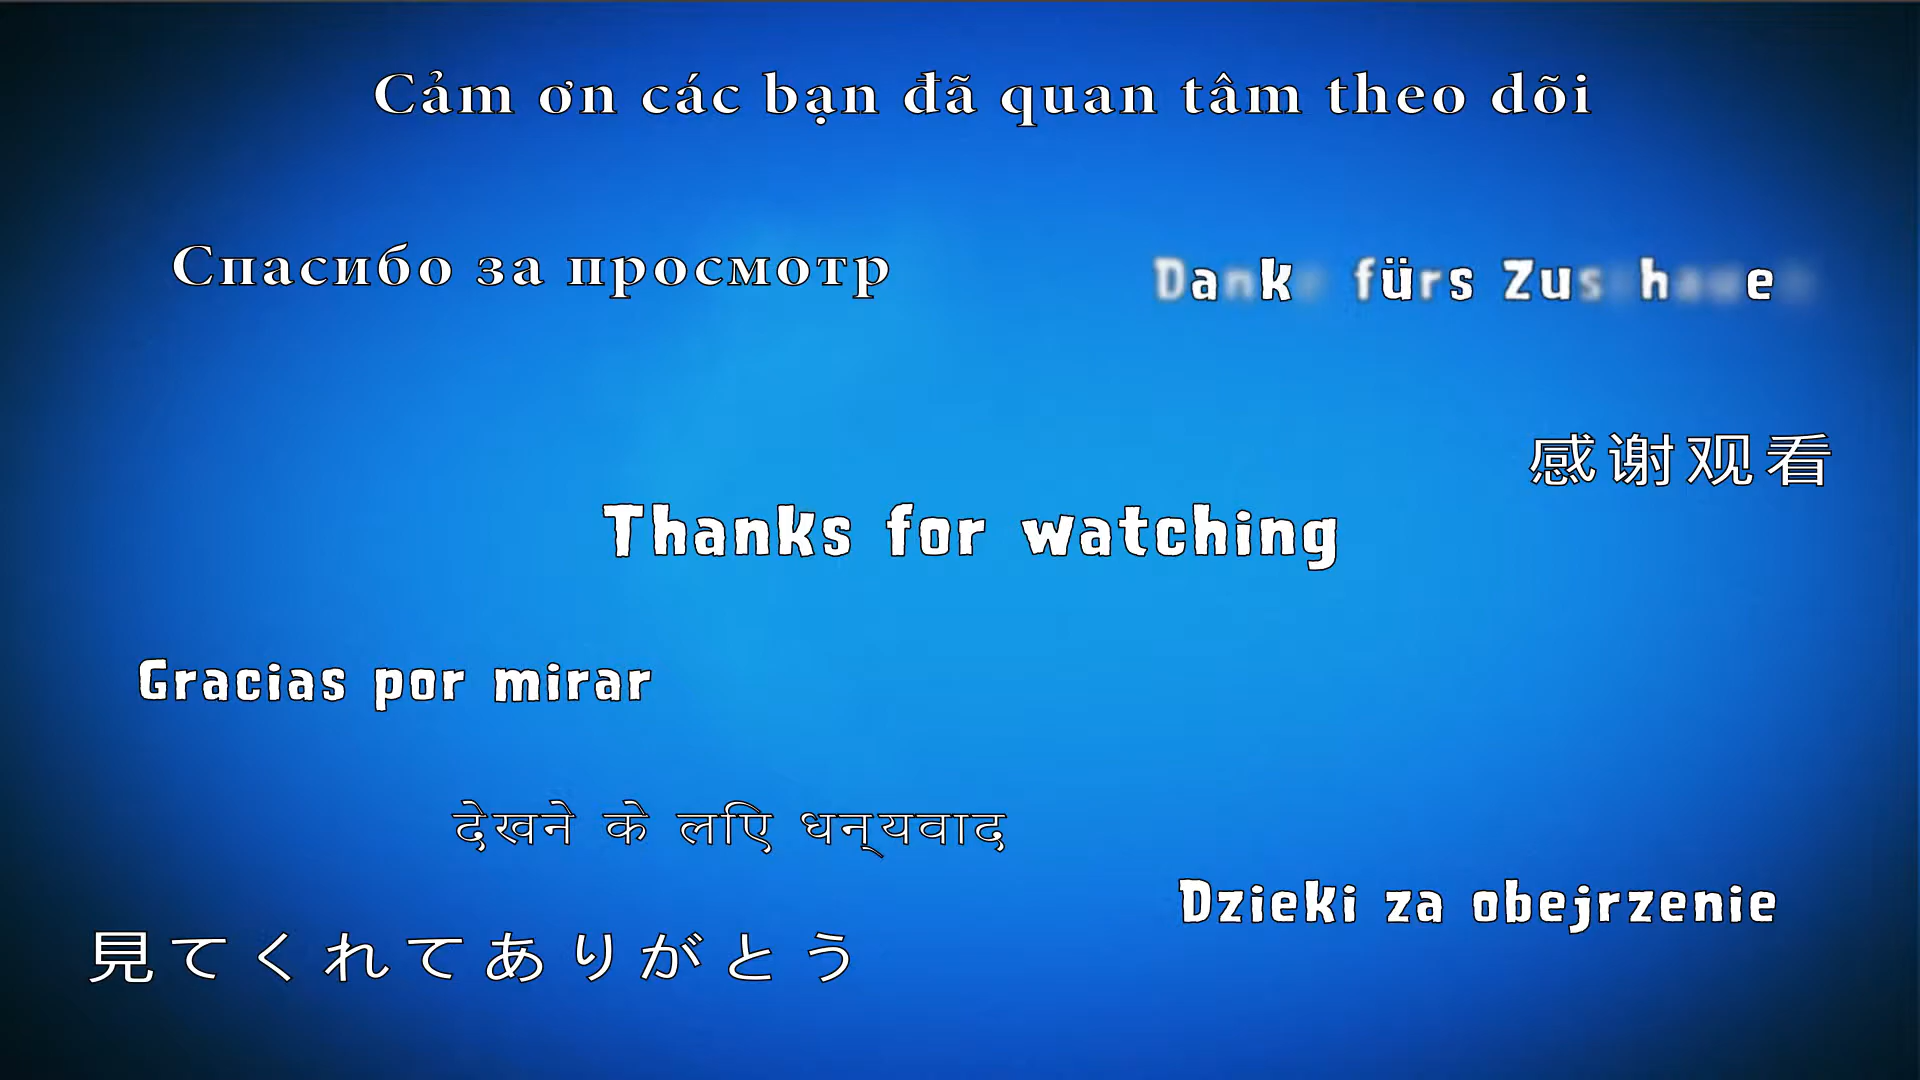 Cảm ơn các bạn đã quan tâm theo dõi
Спасибо за просмотр
Danke fürs Zuschauen
感谢观看
Thanks for watching
Gracias por mirar
देखने के लिए धन्यवाद
Dzieki za obejrzenie
見てくれてありがとう